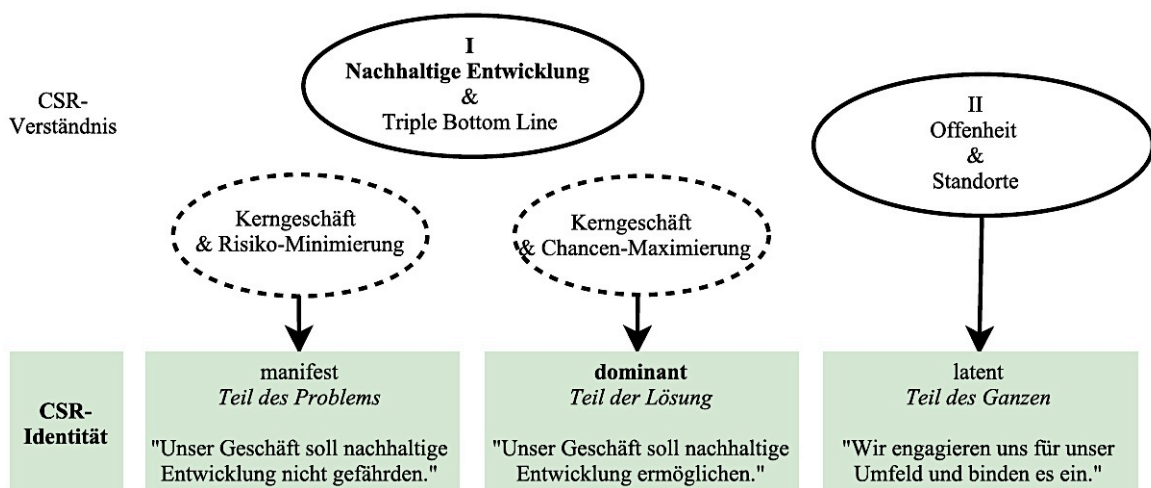 CSR-
Verständnis
I
Nachhaltige Entwicklung
&
Triple Bottom Line
II
Offenheit
&
Standorte
Kerngeschäft
& Risiko-Minimierung
Kerngeschäft
& Chancen-Maximierung
CSR-
Identität
manifest
Teil des Problems
"Unser Geschäft soll nachhaltige
Entwicklung nicht gefährden."
dominant
Teil der Lösung
"Unser Geschäft soll nachhaltige
Entwicklung ermöglichen."
latent
Teil des Ganzen
"Wir engagieren uns für unser
Umfeld und binden es ein."